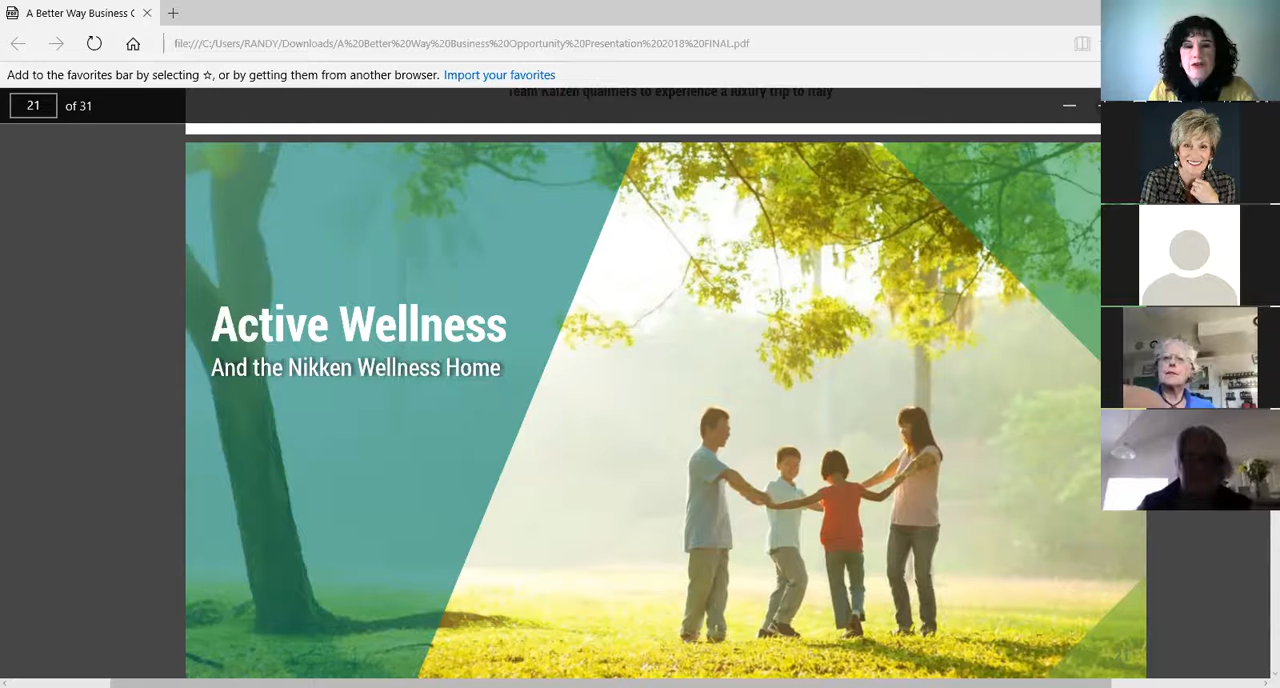 A Better Way Business C
file:///C:/Users/RANDY/Downloads/A%20Better%20Way%20Business%20Opportunity%20Presentation%202018%20FINAL.pdf
Add to the favorites bar by selecting ☆, or by getting them from another browser. Import your favorites
21 of 31
Team Kaizen qualifiers to experience a luxury trip to Italy
Active Wellness
And the Nikken Wellness Home